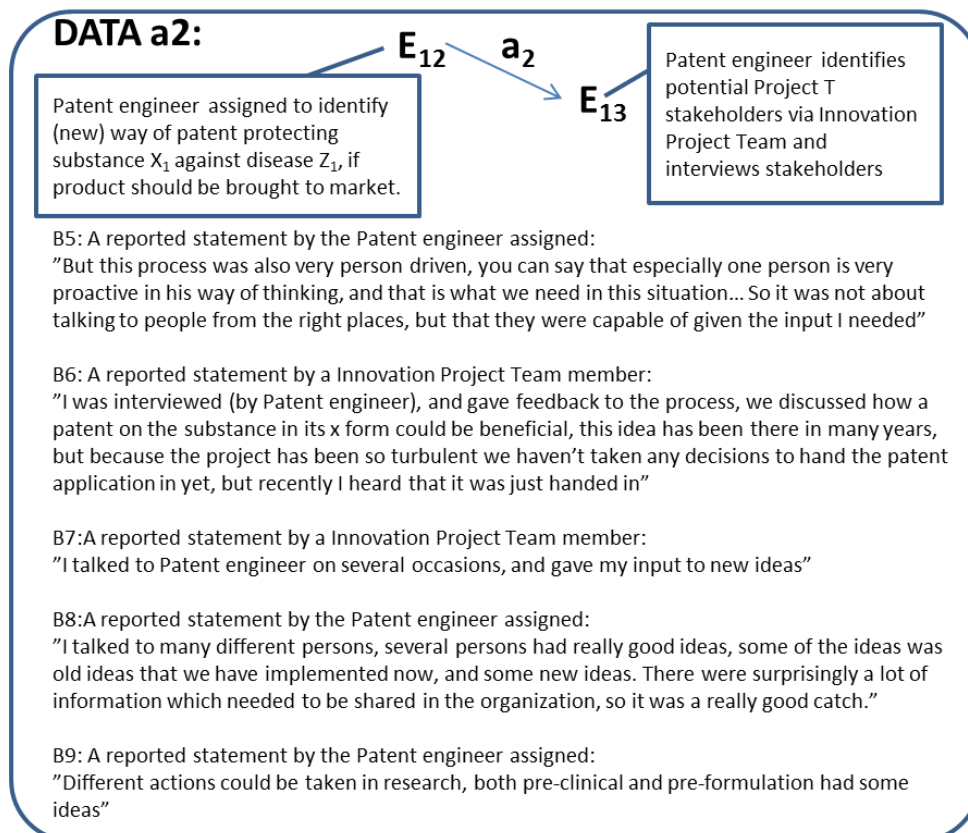 DATA a2:
E12 a2
E13
Patent engineer assigned to identify
(new) way of patent protecting
substance X1 against disease Z1, if
product should be brought to market.
Patent engineer identifies
potential Project T
stakeholders via Innovation
Project Team and
interviews stakeholders
B5: A reported statement by the Patent engineer assigned:
”But this process was also very person driven, you can say that especially one person is very
proactive in his way of thinking, and that is what we need in this situation... So it was not about
talking to people from the right places, but that they were capable of given the input I needed”
B6: A reported statement by a Innovation Project Team member:
”I was interviewed (by Patent engineer), and gave feedback to the process, we discussed how a
patent on the substance in its x form could be beneficial, this idea has been there in many years,
but because the project has been so turbulent we haven’t taken any decisions to hand the patent
application in yet, but recently I heard that it was just handed in”
B7:A reported statement by a Innovation Project Team member:
”I talked to Patent engineer on several occasions, and gave my input to new ideas”
B8:A reported statement by the Patent engineer assigned:
”I talked to many different persons, several persons had really good ideas, some of the ideas was
old ideas that we have implemented now, and some new ideas. There were surprisingly a lot of
information which needed to be shared in the organization, so it was a really good catch.”
B9: A reported statement by the Patent engineer assigned:
”Different actions could be taken in research, both pre-clinical and pre-formulation had some
ideas”